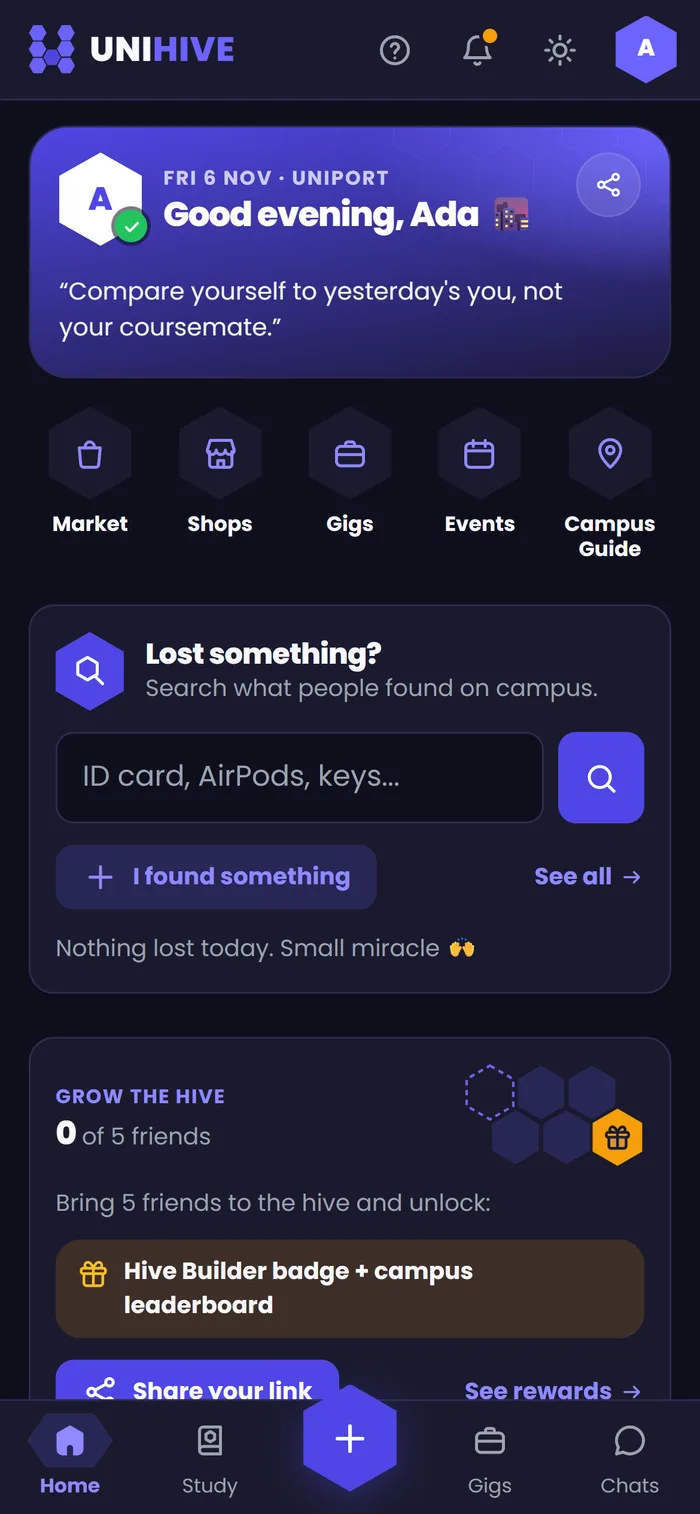 UNIHIVE
A
FRI 6 NOV · UNIPORT
A
Good evening, Ada
“Compare yourself to yesterday's you, not
your coursemate.”
Market
Shops
Gigs
Events
Campus
Guide
Lost something?
Search what people found on campus.
ID card, AirPods, keys...
I found something
See all →
Nothing lost today. Small miracle 🙌
GROW THE HIVE
0 of 5 friends
Bring 5 friends to the hive and unlock:
Hive Builder badge + campus
leaderboard
Share your link
See rewards →
Home
Study
Gigs
Chats